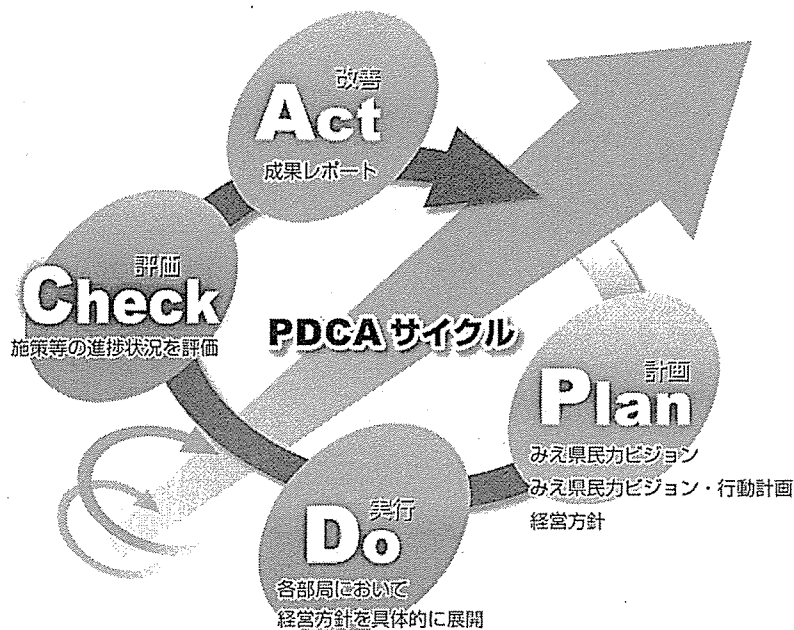 改善
Act
成果レポート
評価
Check
施策等の進捗状況を評価
PDCA サイクル
計画
Plan
みえ県民力ビジョン
みえ県民力ビジョン・行動計画
経営方針
実行
Do
各部局において
経営方針を具体的に展開